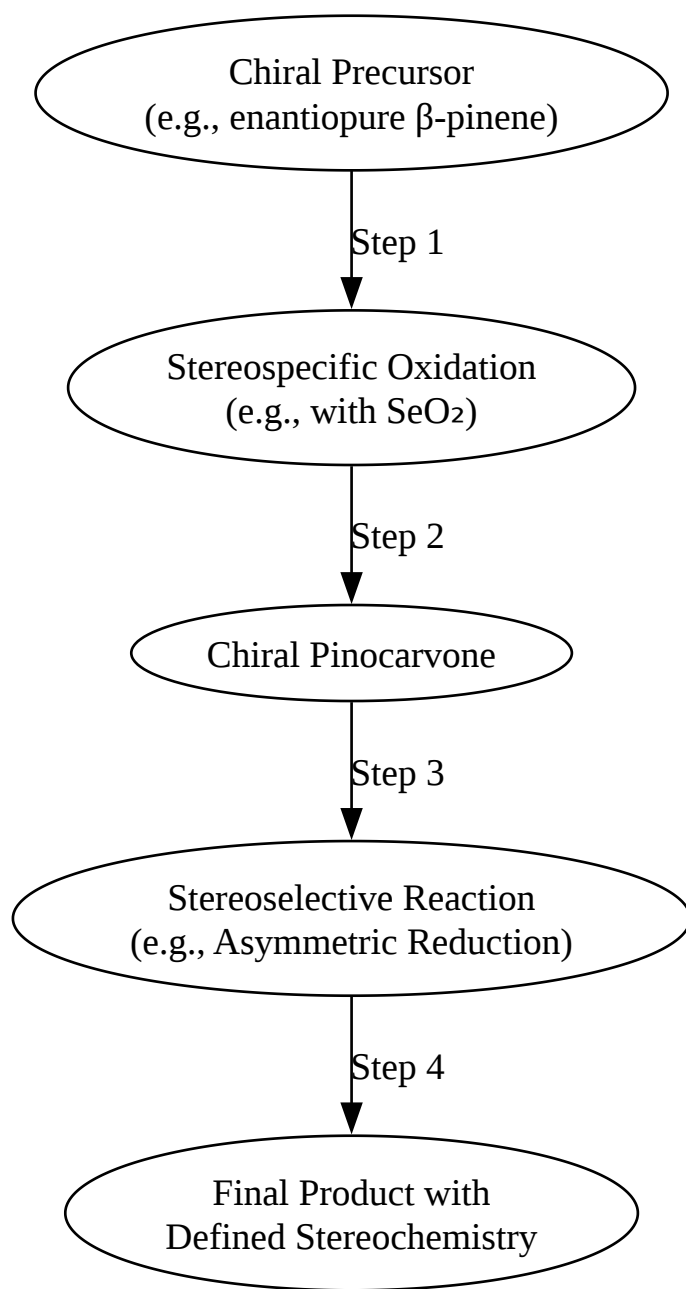 Chiral Precursor
(e.g., enantiopure β-pinene)
Step 1
Stereospecific Oxidation
(e.g., with SeO₂)
Step 2
Chiral Pinocarvone
Step 3
Stereoselective Reaction
(e.g., Asymmetric Reduction)
Step 4
Final Product with
Defined Stereochemistry